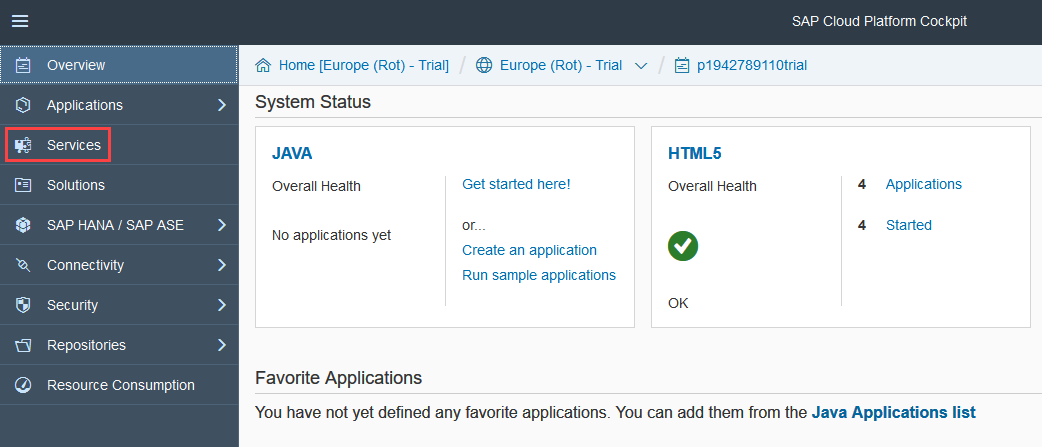 SAP Cloud Platform Cockpit
Overview
Applications
Services
Solutions
SAP HANA / SAP ASE
Connectivity
Security
Repositories
Resource Consumption
Home [Europe (Rot) - Trial] / Europe (Rot) - Trial / p1942789110trial
System Status
JAVA
Overall Health
No applications yet
Get started here!
or...
Create an application
Run sample applications
HTML5
Overall Health
OK
4 Applications
4 Started
Favorite Applications
You have not yet defined any favorite applications. You can add them from the Java Applications list